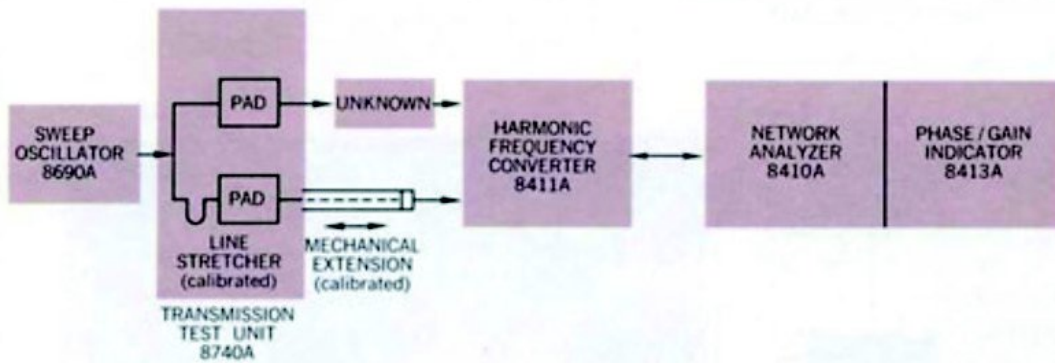 SWEEP
OSCILLATOR
8690A
PAD
UNKNOWN
PAD
LINE
STRETCHER
(calibrated)
MECHANICAL
EXTENSION
(calibrated)
TRANSMISSION
TEST UNIT
8740A
HARMONIC
FREQUENCY
CONVERTER
8411A
NETWORK
ANALYZER
8410A
PHASE/GAIN
INDICATOR
8413A